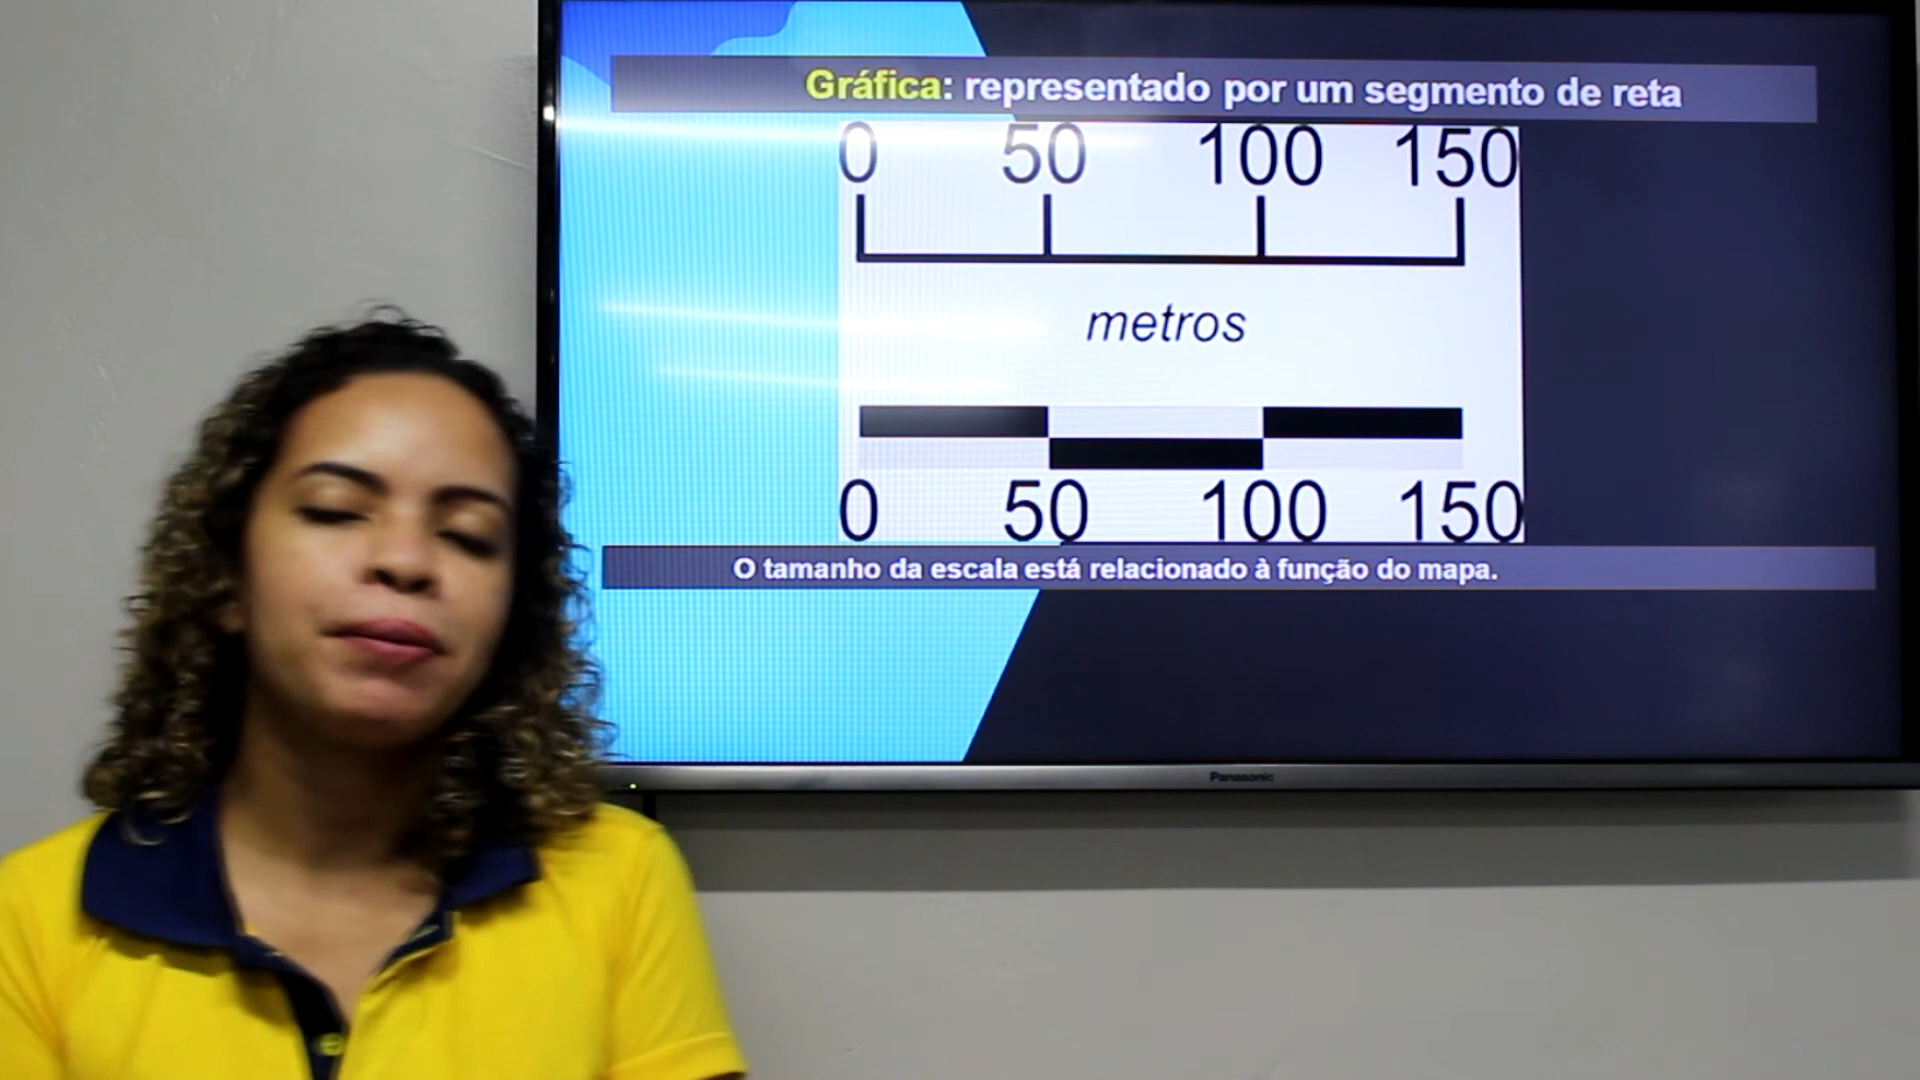 Gráfica: representado por um segmento de reta
0 50 100 150
metros
0 50 100 150
O tamanho da escala está relacionado à função do mapa.
Panasonic